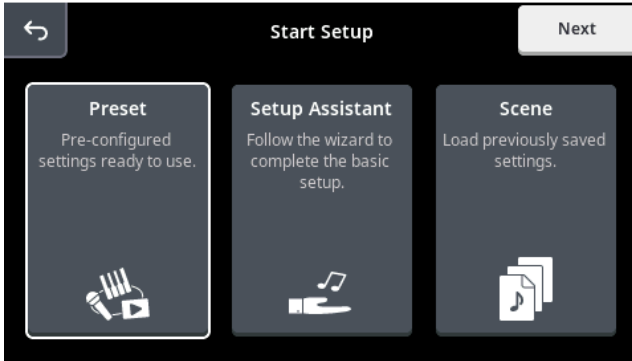 Start Setup
Next
Preset
Pre-configured
settings ready to use.
Setup Assistant
Follow the wizard to
complete the basic
setup.
Scene
Load previously saved
settings.